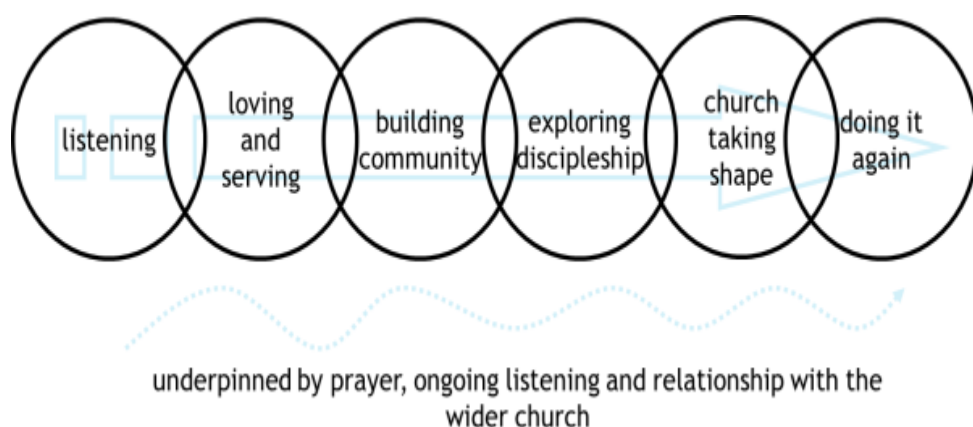 listening
loving
and
serving
building
community
exploring
discipleship
church
taking
shape
doing it
again
underpinned by prayer, ongoing listening and relationship with the
wider church